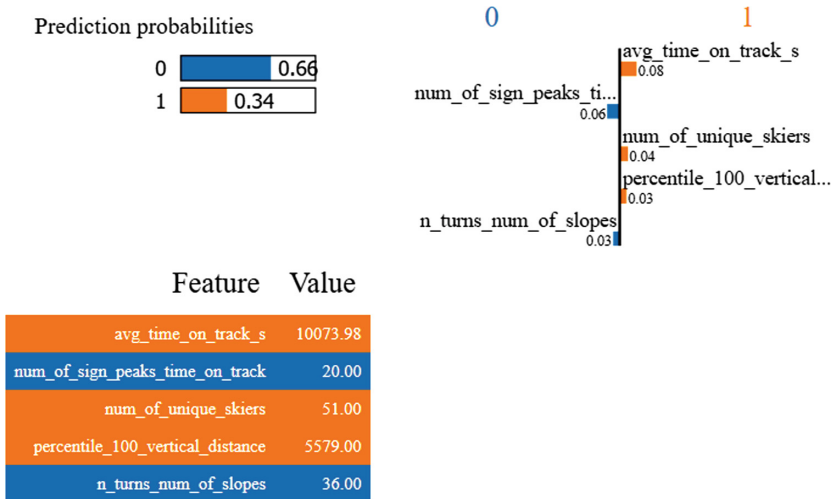 Prediction probabilities
0 0.66
1 0.34
0 1
avg_time_on_track_s
0.08
num_of_sign_peaks_ti...
0.06
num_of_unique_skiers
0.04
percentile_100_vertical...
0.03
n_turns_num_of_slopes
0.03
Feature Value
avg_time_on_track_s 10073.98
num_of_sign_peaks_time_on_track 20.00
num_of_unique_skiers 51.00
percentile_100_vertical_distance 5579.00
n_turns_num_of_slopes 36.00